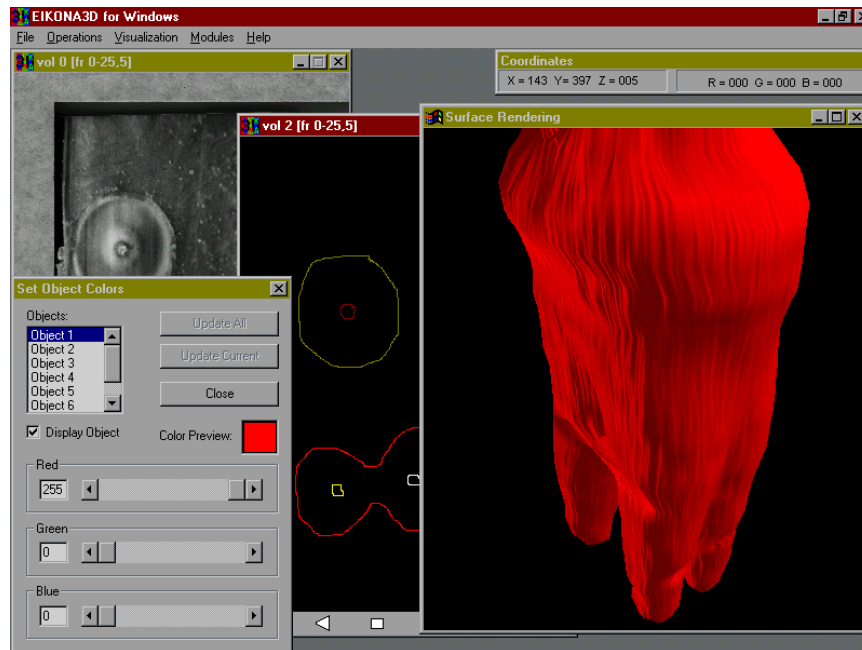 EIKONA3D for Windows
File Operations Visualization Modules Help
vol 0 [fr 0-25,5]
Coordinates
X = 143 Y= 397 Z = 005
R = 000 G = 000 B = 000
vol 2 [fr 0-25,5]
Surface Rendering
Set Object Colors
Objects:
Object 1
Object 2
Object 3
Object 4
Object 5
Object 6
Update All
Update Current
Close
Display Object
Color Preview:
Red
255
Green
0
Blue
0